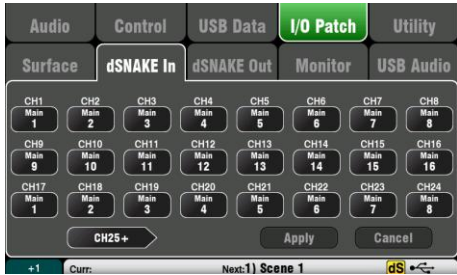 Audio Control USB Data I/O Patch Utility
Surface dSNAKE In dSNAKE Out Monitor USB Audio
CH1 CH2 CH3 CH4 CH5 CH6 CH7 CH8
Main Main Main Main Main Main Main Main
1 2 3 4 5 6 7 8
CH9 CH10 CH11 CH12 CH13 CH14 CH15 CH16
Main Main Main Main Main Main Main Main
9 10 11 12 13 14 15 16
CH17 CH18 CH19 CH20 CH21 CH22 CH23 CH24
Main Main Main Main Main Main Main Main
1 2 3 4 5 6 7 8
CH25+ Apply Cancel
+1 Curr: Next:1) Scene 1 dS